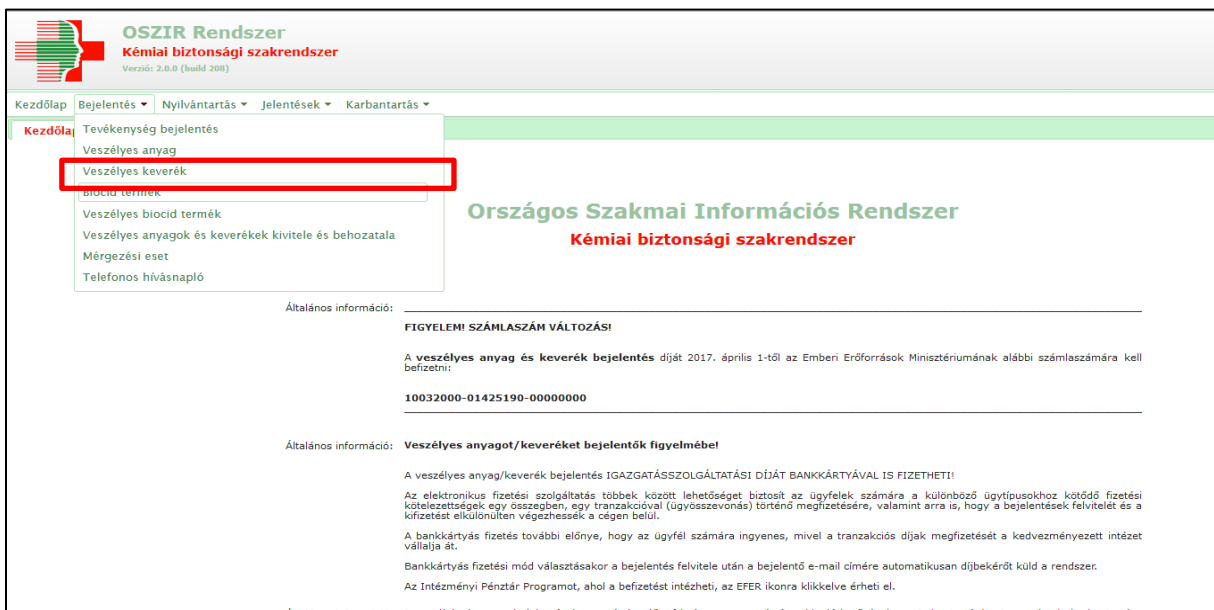 OSZIR Rendszer
Kémiai biztonsági szakrendszer
Verzió: 2.0.0 (build 208)
Kezdőlap Bejelentés Nyilvántartás Jelentések Karbantartás
Kezdőlap
Tevékenység bejelentés
Veszélyes anyag
Veszélyes keverék
Biocid termék
Veszélyes biocid termék
Veszélyes anyagok és keverékek kivitele és behozatala
Mérgezési eset
Telefonos hívásnapló
Országos Szakmai Információs Rendszer
Kémiai biztonsági szakrendszer
Általános információ:
FIGYELEM! SZÁMLASZÁM VÁLTOZÁS!
A veszélyes anyag és keverék bejelentés díját 2017. április 1-től az Emberi Erőforrások Minisztériumának alábbi számlaszámára kell
befizetni:
10032000-01425190-00000000
Általános információ: Veszélyes anyagot/keveréket bejelentők figyelmébe!
A veszélyes anyag/keverék bejelentés IGAZGATÁSSZOLGÁLTATÁSI DÍJÁT BANKKÁRTYÁVAL IS FIZETHETI!
Az elektronikus fizetési szolgáltatás többek között lehetőséget biztosít az ügyfelek számára a különböző ügytípusokhoz kötődő fizetési
kötelezettségek egy összegben, egy tranzakcióval (ügyösszevonás) történő megfizetésére, valamint arra is, hogy a bejelentések felvitelét és a
kifizetést elkülönülten végezhessék a cégen belül.
A bankkártyás fizetés további előnye, hogy az ügyfél számára ingyenes, mivel a tranzakciós díjak megfizetését a kedvezményezett intézet
vállalja át.
Bankkártyás fizetési mód választásakor a bejelentés felvitele után a bejelentő e-mail címére automatikusan díjbekérőt küld a rendszer.
Az Intézményi Pénztár Programot, ahol a befizetést intézheti, az EFER ikonra klikkelve érheti el.